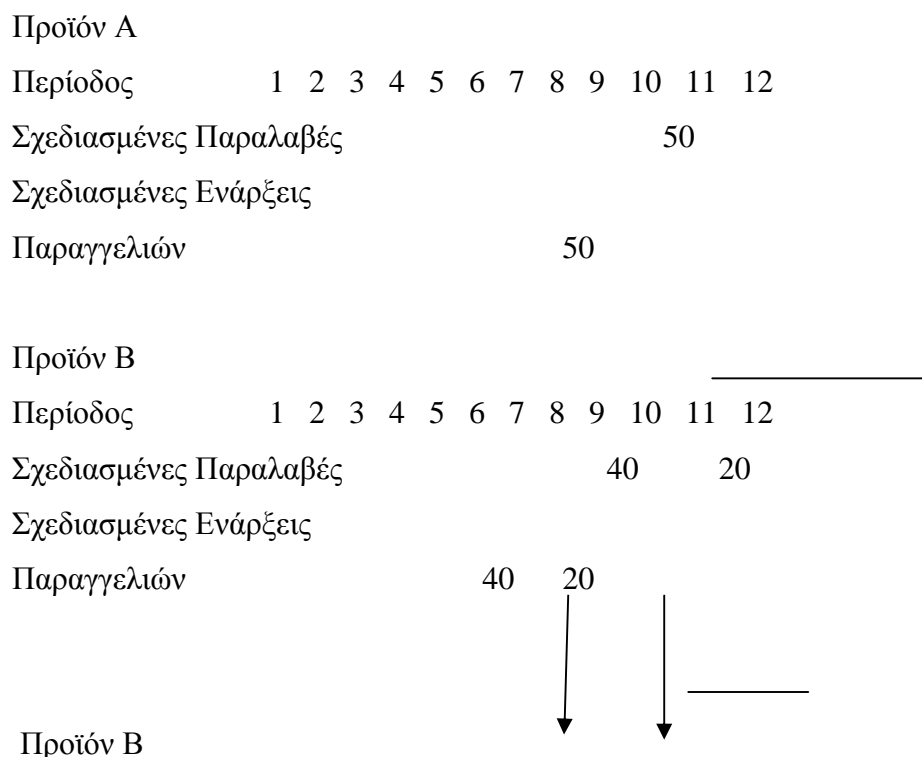 Προϊόν Α
Περίοδος 1 2 3 4 5 6 7 8 9 10 11 12
Σχεδιασμένες Παραλαβές 50
Σχεδιασμένες Ενάρξεις
Παραγγελιών 50
Προϊόν Β
Περίοδος 1 2 3 4 5 6 7 8 9 10 11 12
Σχεδιασμένες Παραλαβές 40 20
Σχεδιασμένες Ενάρξεις
Παραγγελιών 40 20
Προϊόν Β